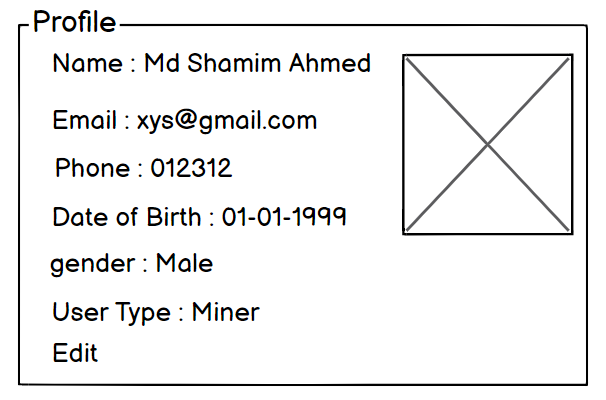 Profile
Name : Md Shamim Ahmed
Email : xys@gmail.com
Phone : 012312
Date of Birth : 01-01-1999
gender : Male
User Type : Miner
Edit